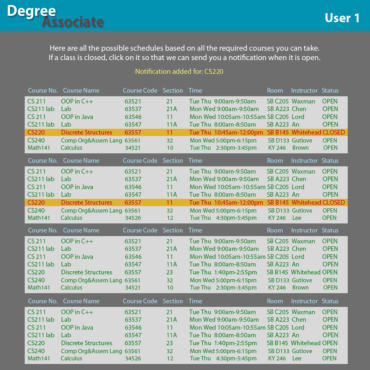 Degree
Associate
User 1
Here are all the possible schedules based on all the required courses you can take.
If a class is closed, click on it so that we can send you a notification when it is open.
Notification added for: CS220
Course No. Course Name Course Code Section Time Room Instructor Status
CS 211 OOP in C++ 63521 21 Tue Thu 9:00am-9:50am SB C205 Waxman OPEN
CS211 lab Lab 63537 21A Mon Wed 9:00am-9:50am SB A223 Chen OPEN
CS 211 OOP in Java 63546 11 Mon Wed 10:05am-10:55am SB C205 Lord OPEN
CS211 lab Lab 63547 11A Tue Thu 8:00am-8:50am SB A223 An OPEN
CS220 Discrete Structures 63557 11 Tue Thu 10:45am-12:00pm SB B145 Whitehead CLOSED
CS240 Comp Org&Assem Lang 63561 32 Mon Wed 5:00pm-6:15pm SB D133 Gutlove OPEN
Math141 Calculus 34521 10 Tue Thu 2:30pm-3:45pm KY 246 Brown OPEN
Course No. Course Name Course Code Section Time Room Instructor Status
CS 211 OOP in C++ 63521 21 Tue Thu 9:00am-9:50am SB C205 Waxman OPEN
CS211 lab Lab 63537 21A Mon Wed 9:00am-9:50am SB A223 Chen OPEN
CS 211 OOP in Java 63546 11 Mon Wed 10:05am-10:55am SB C205 Lord OPEN
CS211 lab Lab 63547 11A Tue Thu 8:00am-8:50am SB A223 An OPEN
CS220 Discrete Structures 63557 11 Tue Thu 10:45am-12:00pm SB B145 Whitehead CLOSED
CS240 Comp Org&Assem Lang 63561 32 Mon Wed 5:00pm-6:15pm SB D133 Gutlove OPEN
Math141 Calculus 34526 12 Tue Thu 4:30pm-5:45pm KY 246 Lee OPEN
Course No. Course Name Course Code Section Time Room Instructor Status
CS 211 OOP in C++ 63521 21 Tue Thu 9:00am-9:50am SB C205 Waxman OPEN
CS211 lab Lab 63537 21A Mon Wed 9:00am-9:50am SB A223 Chen OPEN
CS 211 OOP in Java 63546 11 Mon Wed 10:05am-10:55am SB C205 Lord OPEN
CS211 lab Lab 63547 11A Tue Thu 8:00am-8:50am SB A223 An OPEN
CS220 Discrete Structures 63557 23 Tue Thu 1:40pm-2:55pm SB B145 Whitehead OPEN
CS240 Comp Org&Assem Lang 63561 32 Mon Wed 5:00pm-6:15pm SB D133 Gutlove OPEN
Math141 Calculus 34521 10 Tue Thu 2:30pm-3:45pm KY 246 Brown OPEN
Course No. Course Name Course Code Section Time Room Instructor Status
CS 211 OOP in C++ 63521 21 Tue Thu 9:00am-9:50am SB C205 Waxman OPEN
CS211 lab Lab 63537 21A Mon Wed 9:00am-9:50am SB A223 Chen OPEN
CS 211 OOP in Java 63546 11 Mon Wed 10:05am-10:55am SB C205 Lord OPEN
CS211 lab Lab 63547 11A Tue Thu 8:00am-8:50am SB A223 An OPEN
CS220 Discrete Structures 63557 23 Tue Thu 1:40pm-2:55pm SB B145 Whitehead OPEN
CS240 Comp Org&Assem Lang 63561 32 Mon Wed 5:00pm-6:15pm SB D133 Gutlove OPEN
Math141 Calculus 34526 12 Tue Thu 4:30pm-5:45pm KY 246 Lee OPEN